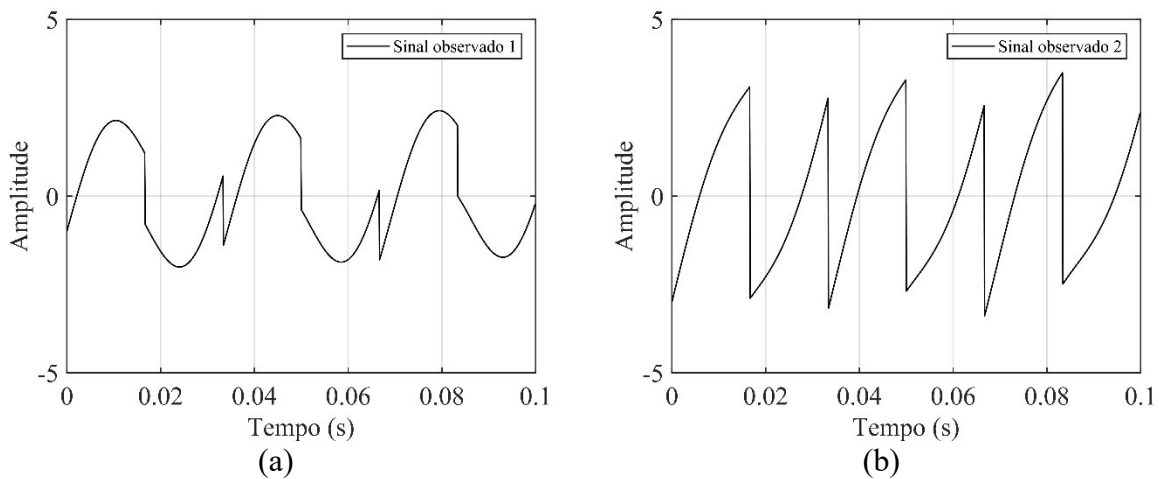 5
Sinal observado 1
Amplitude
0
-5
0 0.02 0.04 0.06 0.08 0.1
Tempo (s)
(a)
5
Sinal observado 2
Amplitude
0
-5
0 0.02 0.04 0.06 0.08 0.1
Tempo (s)
(b)